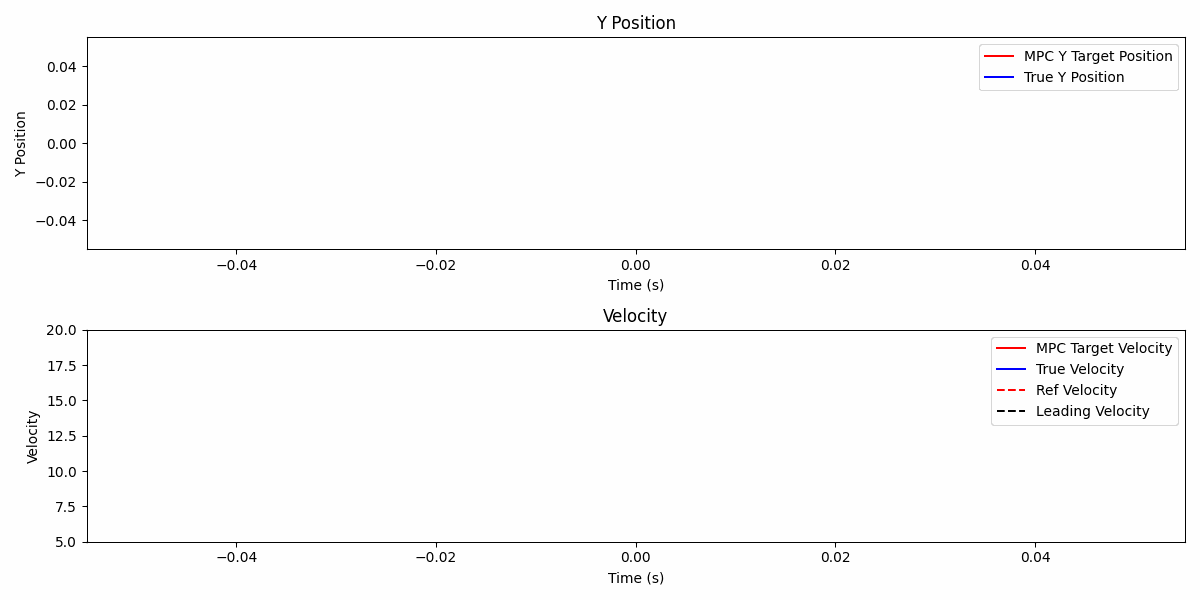 Y Position
MPC Y Target Position
True Y Position
0.04
0.02
0.00
−0.02
−0.04
Y Position
−0.04 −0.02 0.00 0.02 0.04
Time (s)
Velocity
MPC Target Velocity
True Velocity
Ref Velocity
Leading Velocity
20.0
17.5
15.0
12.5
10.0
7.5
5.0
Velocity
−0.04 −0.02 0.00 0.02 0.04
Time (s)